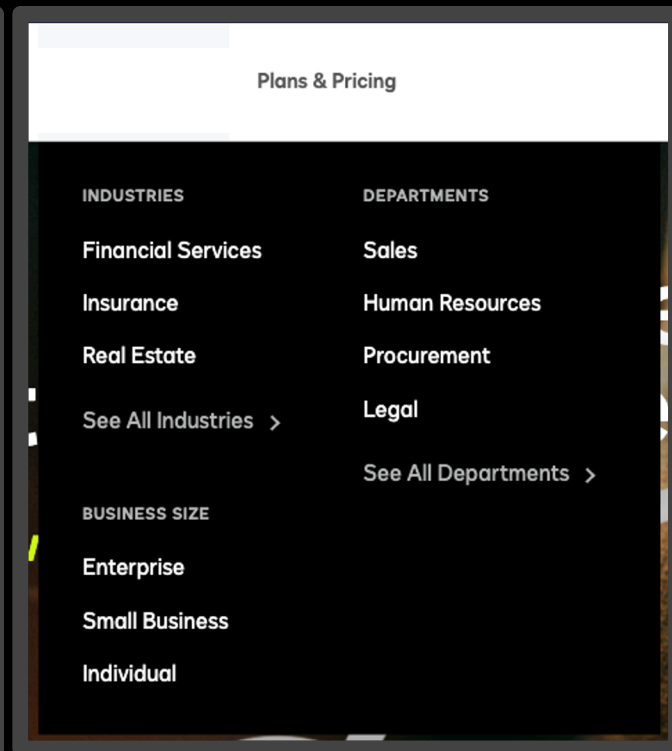 Plans & Pricing
INDUSTRIES
Financial Services
Insurance
Real Estate
See All Industries
BUSINESS SIZE
Enterprise
Small Business
Individual
DEPARTMENTS
Sales
Human Resources
Procurement
Legal
See All Departments